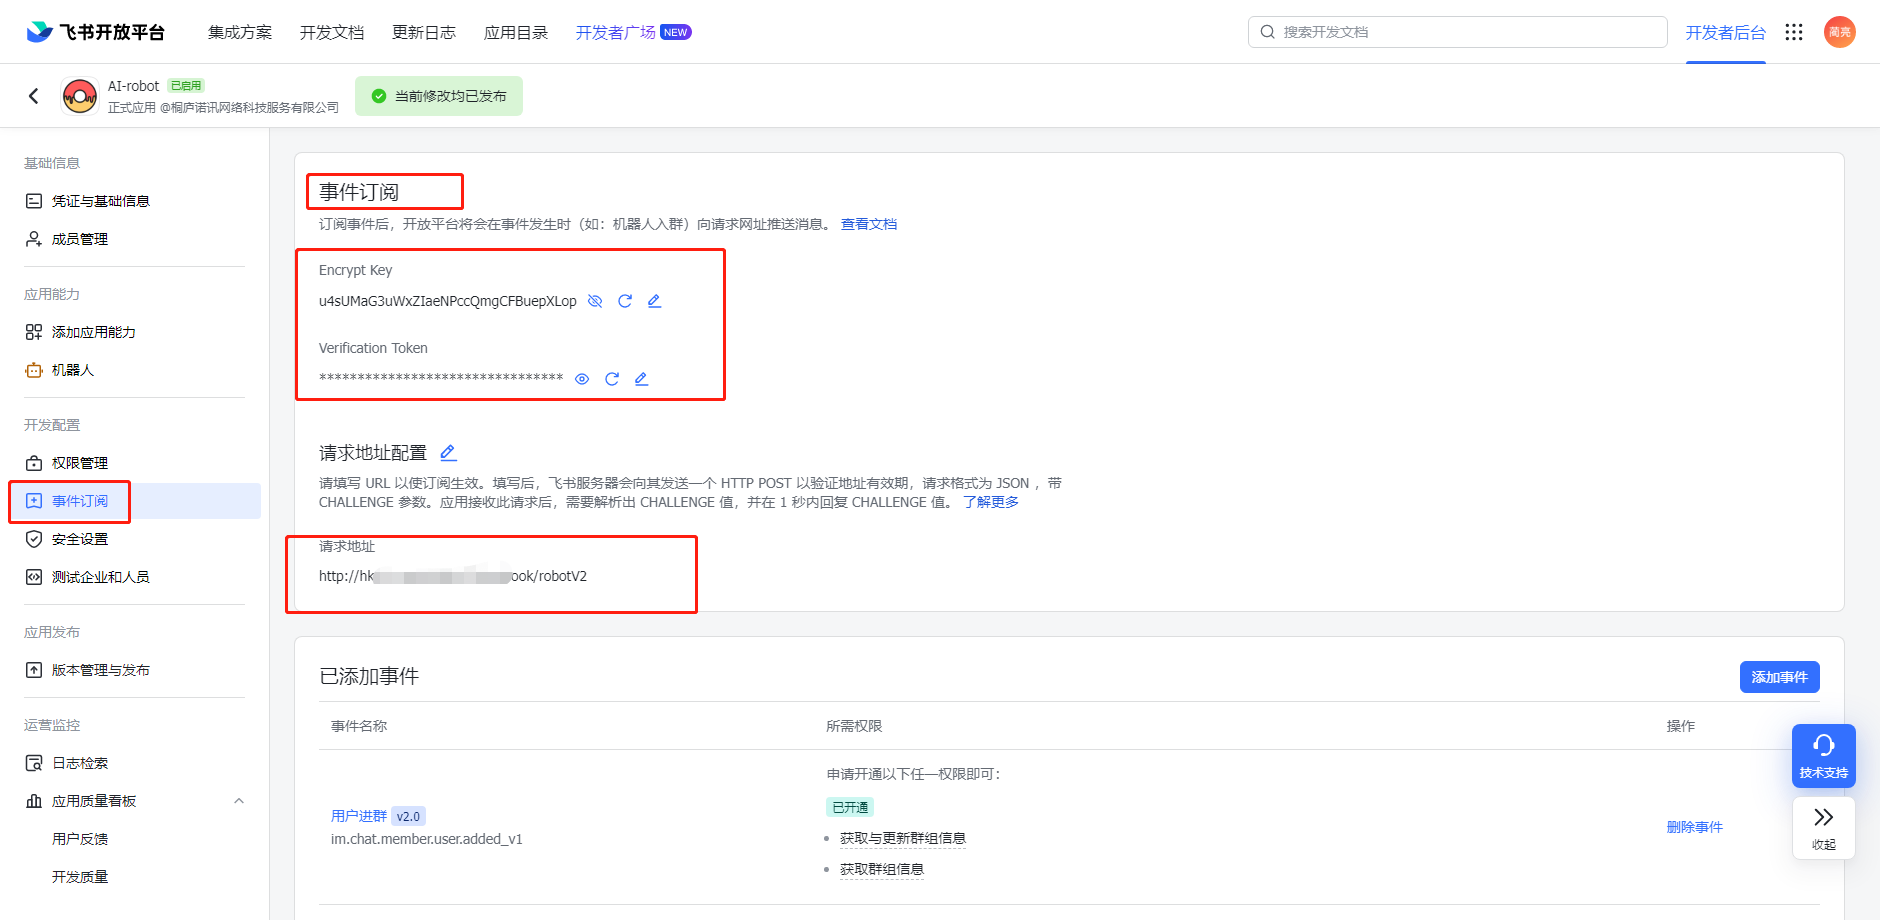 飞书开放平台
集成方案
开发文档
更新日志
应用目录
开发者广场 NEW
搜索开发文档
开发者后台
蔺亮
AI-robot 已启用
正式应用 @桐庐诺讯网络科技服务有限公司
当前修改均已发布
基础信息
凭证与基础信息
成员管理
应用能力
添加应用能力
机器人
开发配置
权限管理
事件订阅
安全设置
测试企业和人员
应用发布
版本管理与发布
运营监控
日志检索
应用质量看板
用户反馈
开发质量
事件订阅
订阅事件后，开放平台将会在事件发生时（如：机器人入群）向请求网址推送消息。 查看文档
Encrypt Key
u4sUMaG3uWxZIaeNPccQmgCFBuepXLop
Verification Token
********************************
请求地址配置
请填写 URL 以使订阅生效。填写后，飞书服务器会向其发送一个 HTTP POST 以验证地址有效期，请求格式为 JSON ，带
CHALLENGE 参数。应用接收此请求后，需要解析出 CHALLENGE 值，并在 1 秒内回复 CHALLENGE 值。 了解更多
请求地址
http://hk ook/robotV2
已添加事件
添加事件
事件名称
所需权限
操作
申请开通以下任一权限即可：
已开通
用户进群 v2.0
im.chat.member.user.added_v1
获取与更新群组信息
获取群组信息
删除事件
技术支持
收起